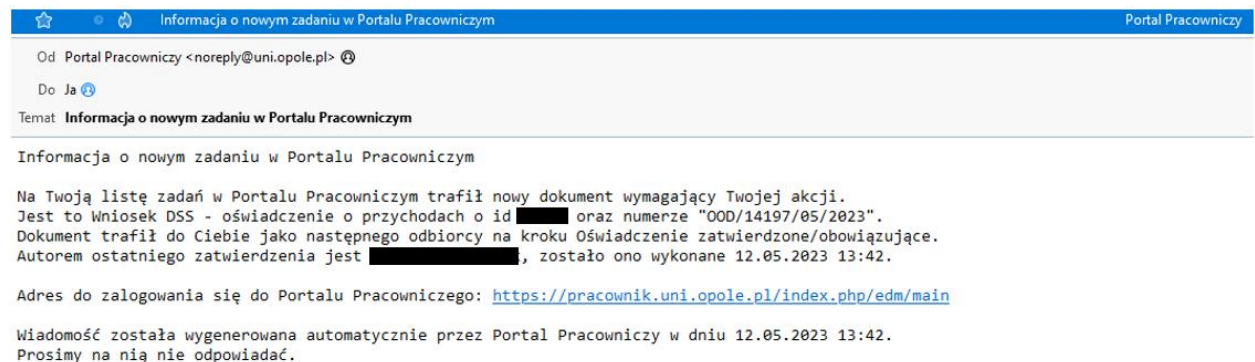 Informacja o nowym zadaniu w Portalu Pracowniczym Portal Pracowniczy
Od Portal Pracowniczy <noreply@uni.opole.pl>
Do Ja
Temat Informacja o nowym zadaniu w Portalu Pracowniczym
Informacja o nowym zadaniu w Portalu Pracowniczym
Na Twoją listę zadań w Portalu Pracowniczym trafił nowy dokument wymagający Twojej akcji.
Jest to Wniosek DSS - oświadczenie o przychodach o id oraz numerze "OOD/14197/05/2023".
Dokument trafił do Ciebie jako następnego odbiorcy na kroku Oświadczenie zatwierdzone/obowiązujące.
Autorem ostatniego zatwierdzenia jest , zostało ono wykonane 12.05.2023 13:42.
Adres do zalogowania się do Portalu Pracowniczego: https://pracownik.uni.opole.pl/index.php/edm/main
Wiadomość została wygenerowana automatycznie przez Portal Pracowniczy w dniu 12.05.2023 13:42.
Prosimy na nią nie odpowiadać.